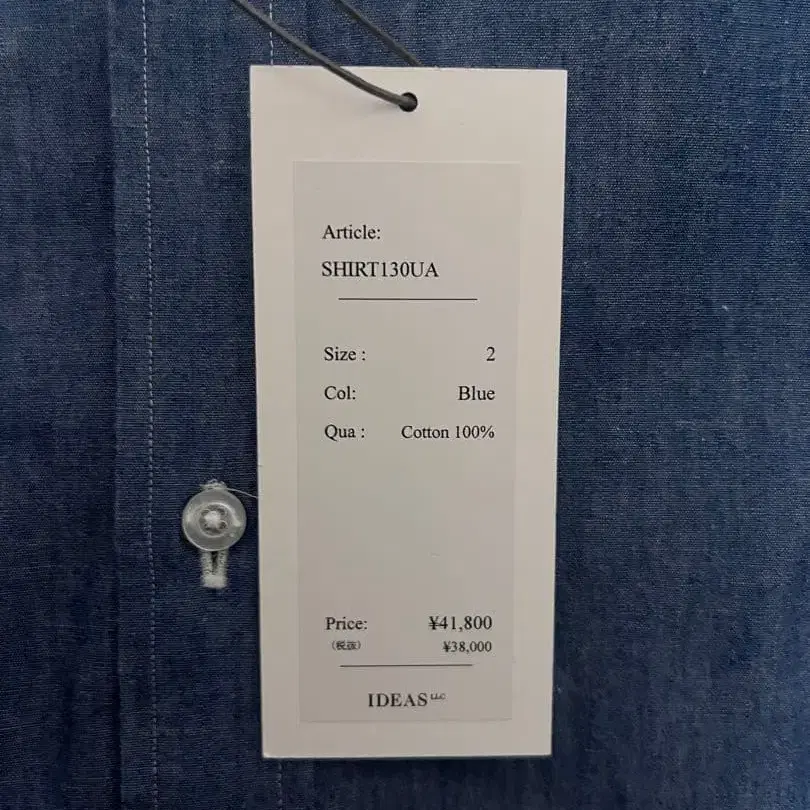 Article:
SHIRT130UA
Size : 2
Col: Blue
Qua : Cotton 100%
Price: ¥41,800
(税抜) ¥38,000
IDEAS LLC